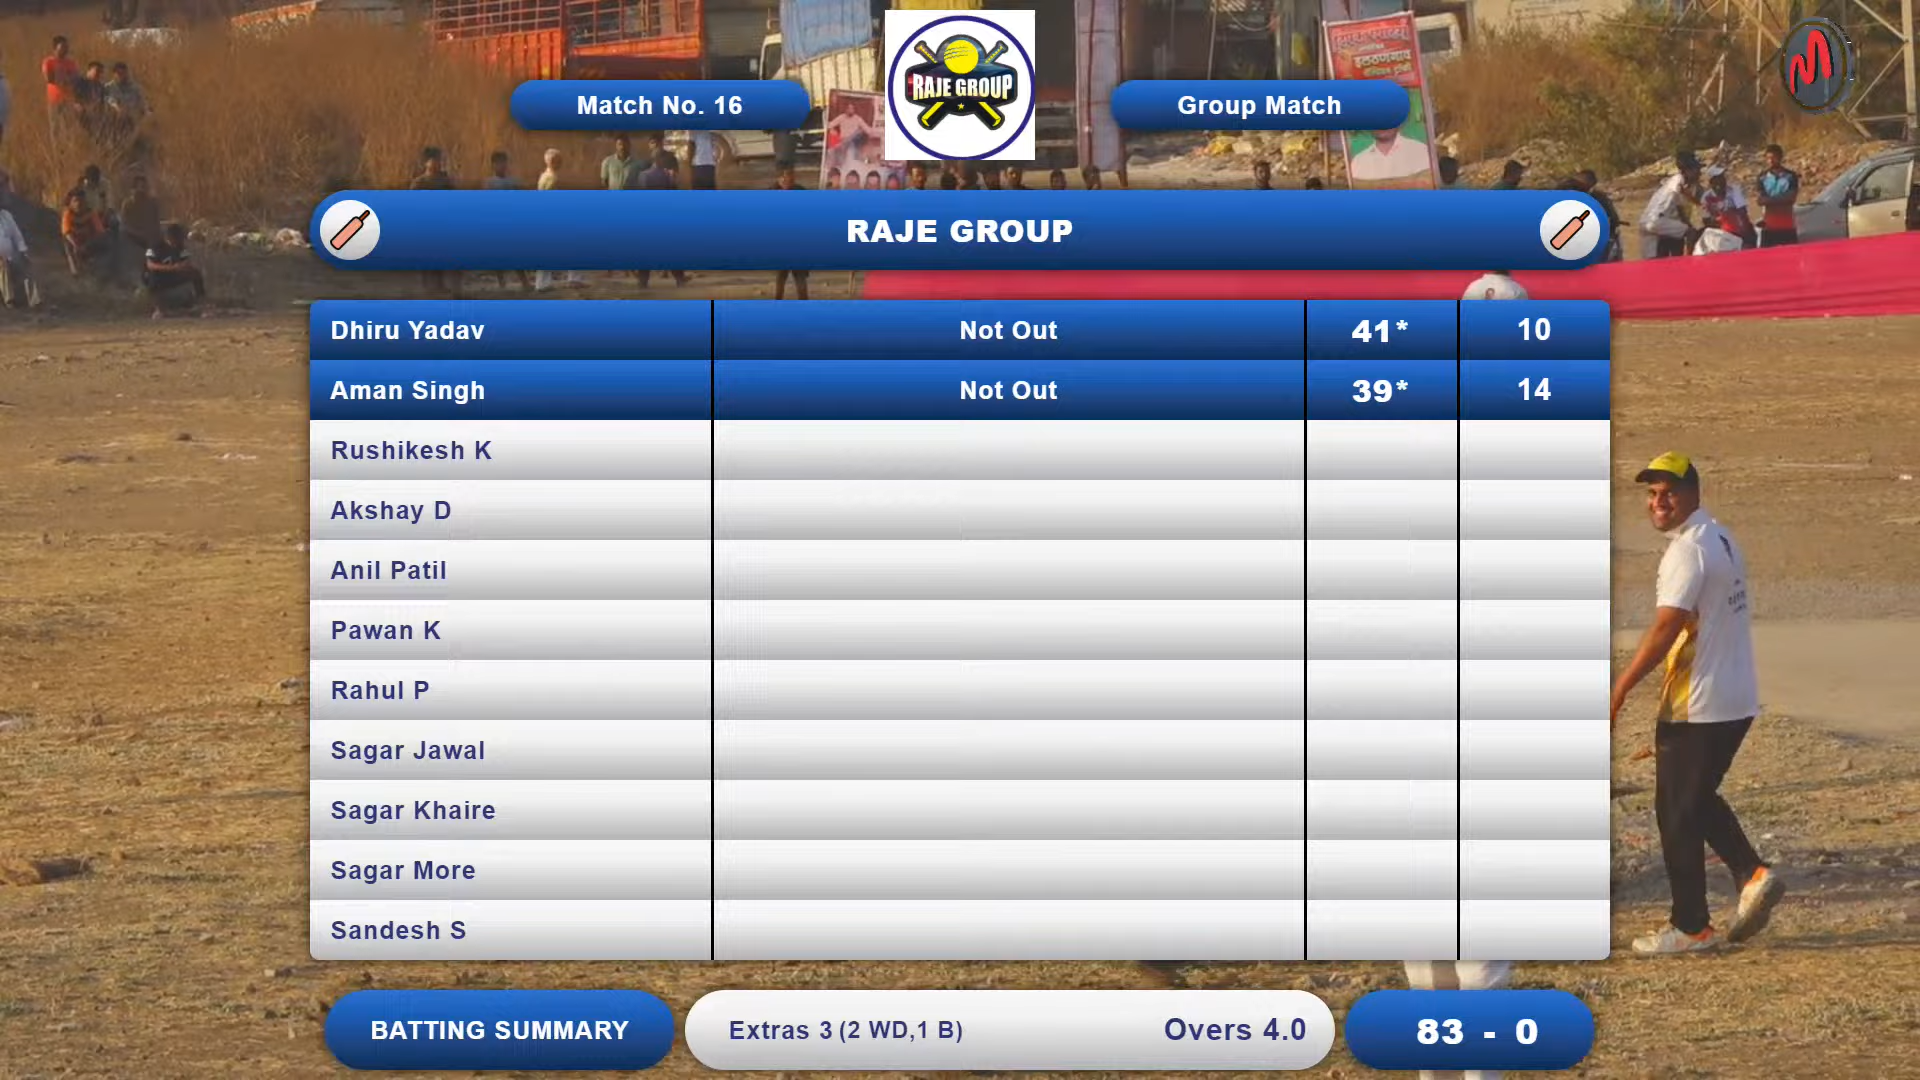 RAJE GROUP
Match No. 16
Group Match
RAJE GROUP
Dhiru Yadav Not Out 41* 10
Aman Singh Not Out 39* 14
Rushikesh K
Akshay D
Anil Patil
Pawan K
Rahul P
Sagar Jawal
Sagar Khaire
Sagar More
Sandesh S
BATTING SUMMARY Extras 3 (2 WD,1 B) Overs 4.0 83 - 0